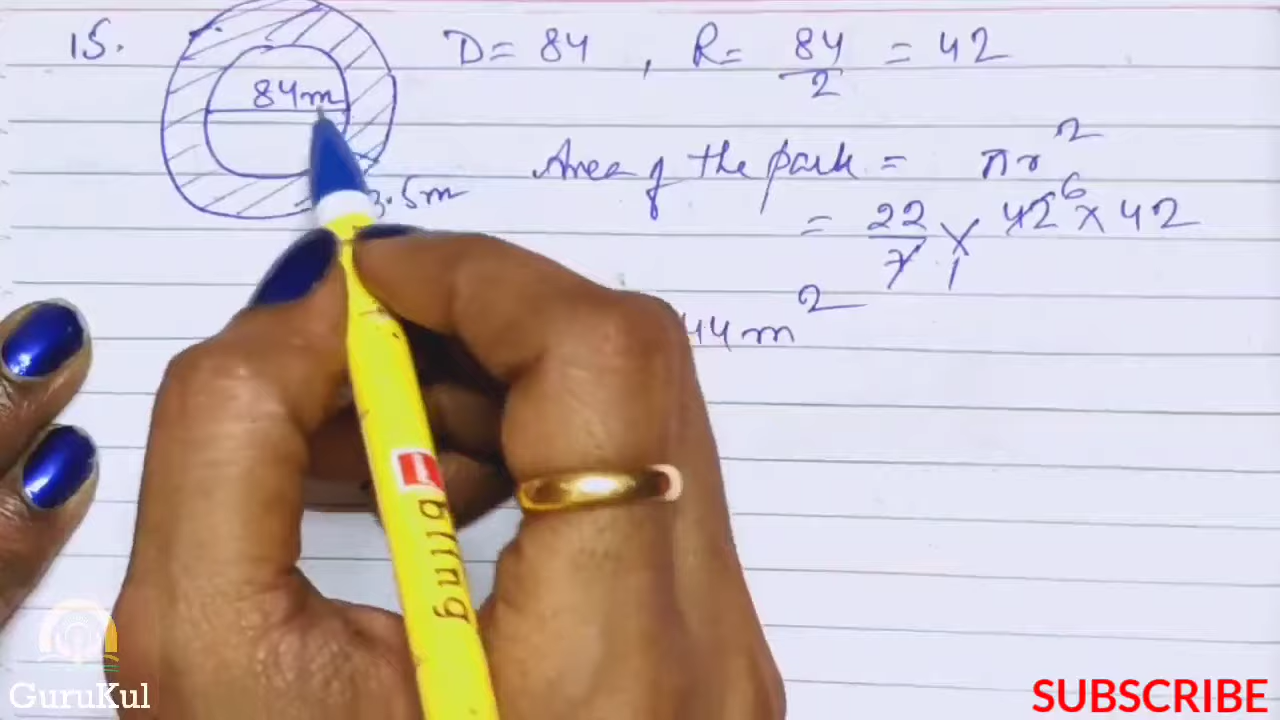 15.
84m
3.5m
D = 84 , R = 84/2 = 42
Area of the park = πr²
= 22/7 × 42 6 × 42
1
44 m²
bling
GuruKul
SUBSCRIBE